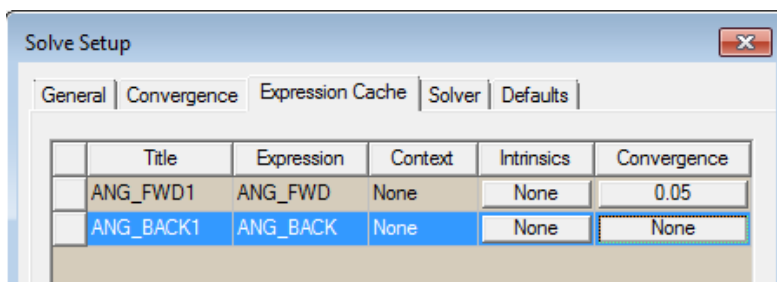 Solve Setup
General Convergence Expression Cache Solver Defaults
Title Expression Context Intrinsics Convergence
ANG_FWD1 ANG_FWD None None 0.05
ANG_BACK1 ANG_BACK None None None